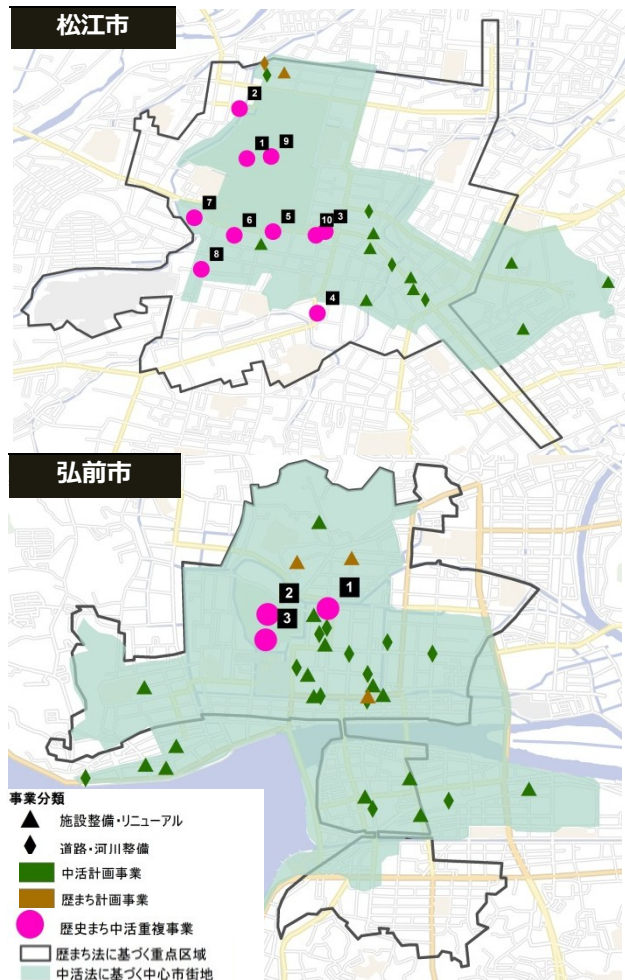 松江市
2
1 9
7
6 5 10 3
8
4
弘前市
2 1
3
事業分類
施設整備・リニューアル
道路・河川整備
中活計画事業
歴まち計画事業
歴史まち中活重複事業
歴まち法に基づく重点区域
中活法に基づく中心市街地